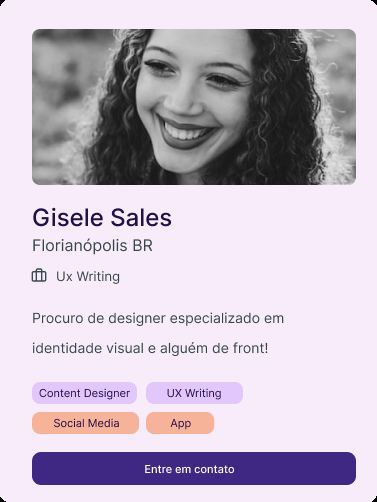 Gisele Sales
Florianópolis BR
Ux Writing
Procuro de designer especializado em
identidade visual e alguém de front!
Content Designer
UX Writing
Social Media
App
Entre em contato